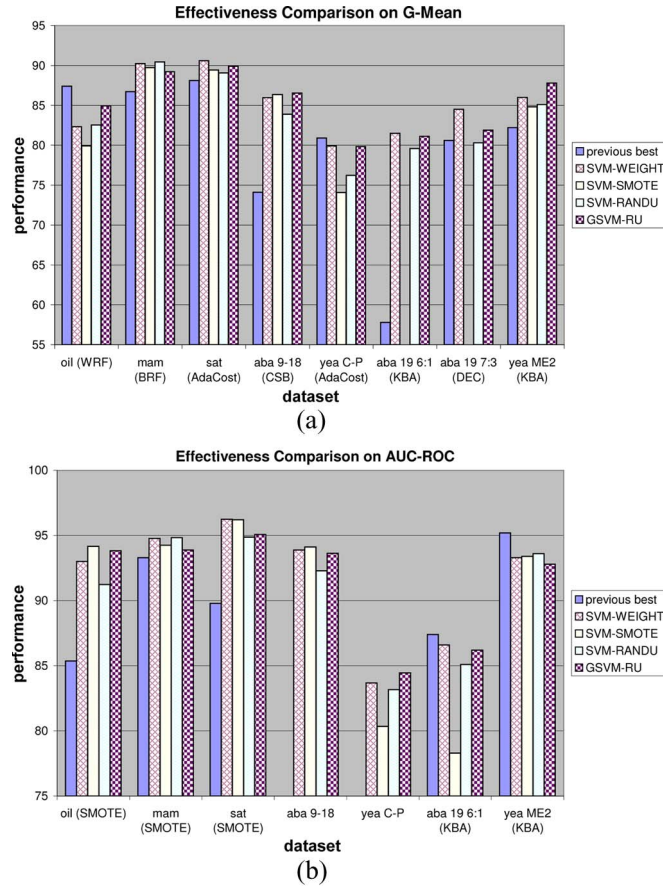 Effectiveness Comparison on G-Mean
95
90
85
80
75
70
65
60
55
performance
oil (WRF) mam (BRF) sat (AdaCost) aba 9-18 (CSB) yea C-P (AdaCost) aba 19 6:1 (KBA) aba 19 7:3 (DEC) yea ME2 (KBA)
dataset
previous best
SVM-WEIGHT
SVM-SMOTE
SVM-RANDU
GSVM-RU
(a)
Effectiveness Comparison on AUC-ROC
100
95
90
85
80
75
performance
oil (SMOTE) mam (SMOTE) sat (SMOTE) aba 9-18 yea C-P aba 19 6:1 (KBA) yea ME2 (KBA)
dataset
previous best
SVM-WEIGHT
SVM-SMOTE
SVM-RANDU
GSVM-RU
(b)